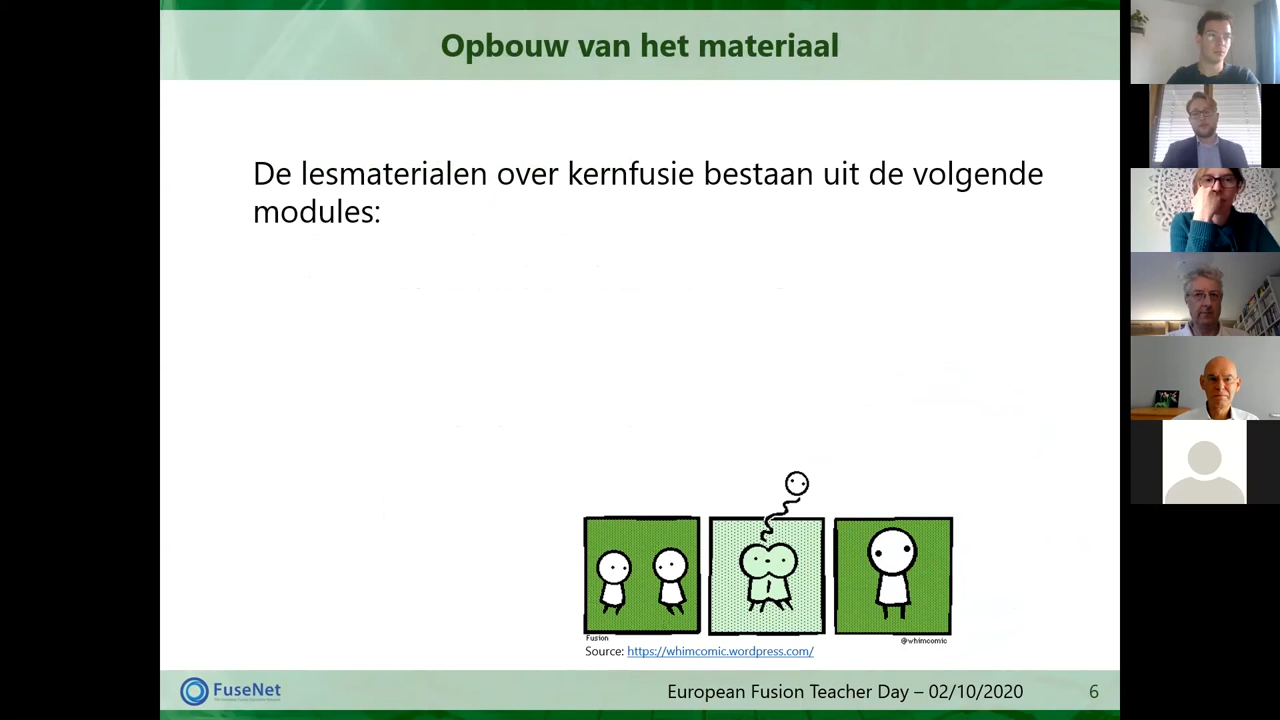 Opbouw van het materiaal
De lesmaterialen over kernfusie bestaan uit de volgende
modules:
Fusion
@whimcomic
Source: https://whimcomic.wordpress.com/
FuseNet
European Fusion Teacher Day – 02/10/2020
6